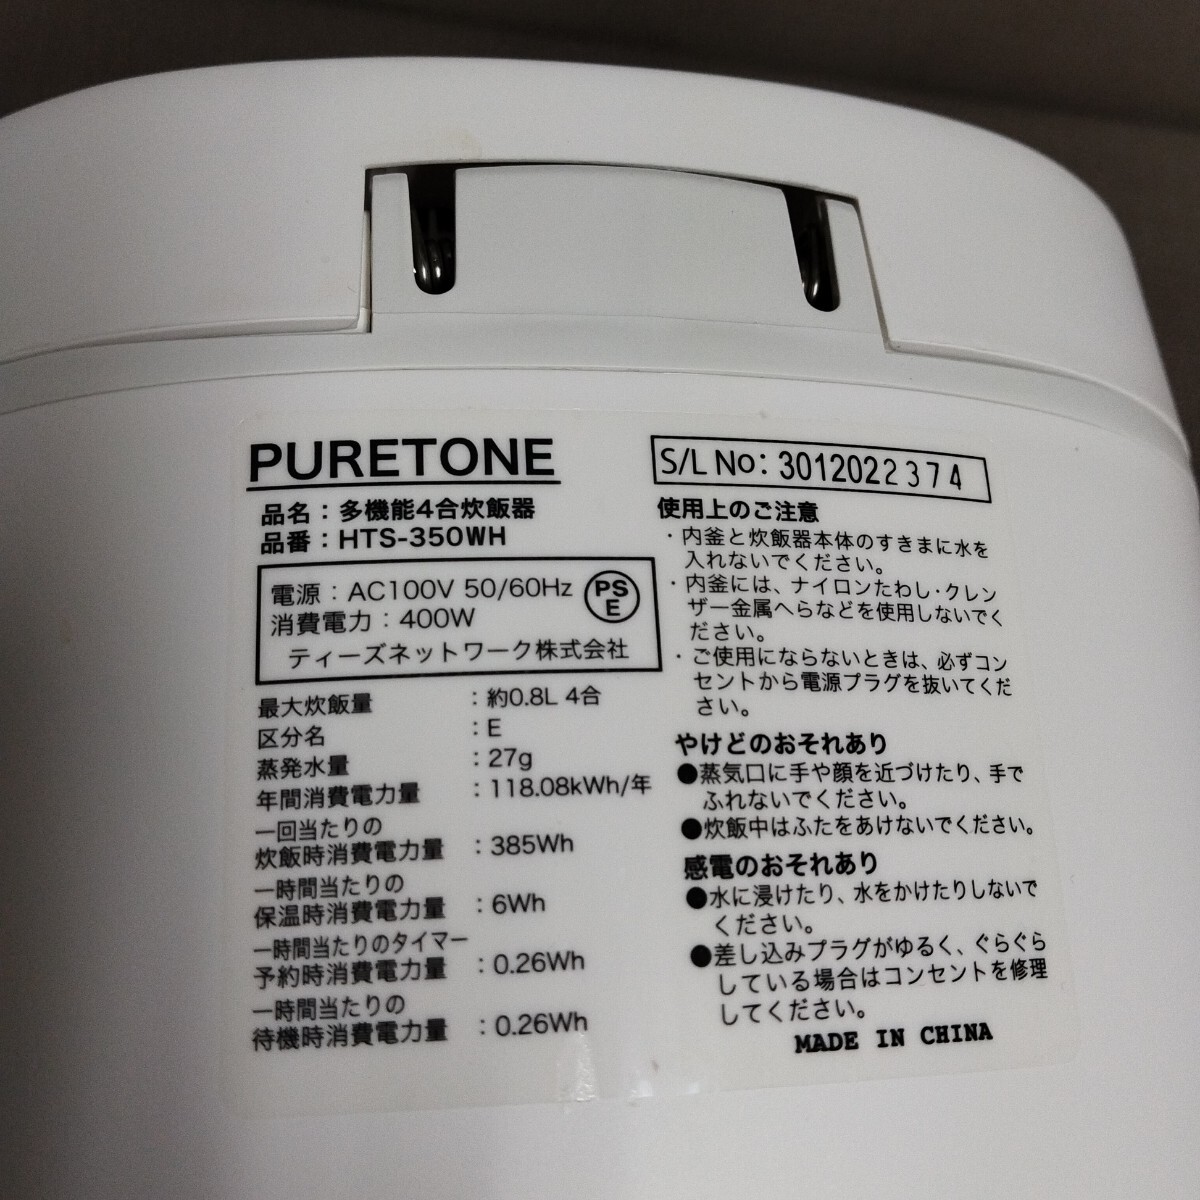 PURETONE
品名：多機能4合炊飯器
品番：HTS-350WH
電源：AC100V 50/60Hz
消費電力：400W
PS
E
ティーズネットワーク株式会社
最大炊飯量 ：約0.8L 4合
区分名 ：E
蒸発水量 ：27g
年間消費電力量 ：118.08kWh/年
一回当たりの
炊飯時消費電力量 ：385Wh
一時間当たりの
保温時消費電力量 ：6Wh
一時間当たりのタイマー
予約時消費電力量 ：0.26Wh
一時間当たりの
待機時消費電力量 ：0.26Wh
S/L No: 3012022374
使用上のご注意
・内釜と炊飯器本体のすきまに水を
入れないでください。
・内釜には、ナイロンたわし・クレン
ザー金属へらなどを使用しないでく
ださい。
・ご使用にならないときは、必ずコン
セントから電源プラグを抜いてくだ
さい。
やけどのおそれあり
●蒸気口に手や顔を近づけたり、手で
ふれないでください。
●炊飯中はふたをあけないでください。
感電のおそれあり
●水に浸けたり、水をかけたりしないで
ください。
●差し込みプラグがゆるく、ぐらぐら
している場合はコンセントを修理
してください。
MADE IN CHINA